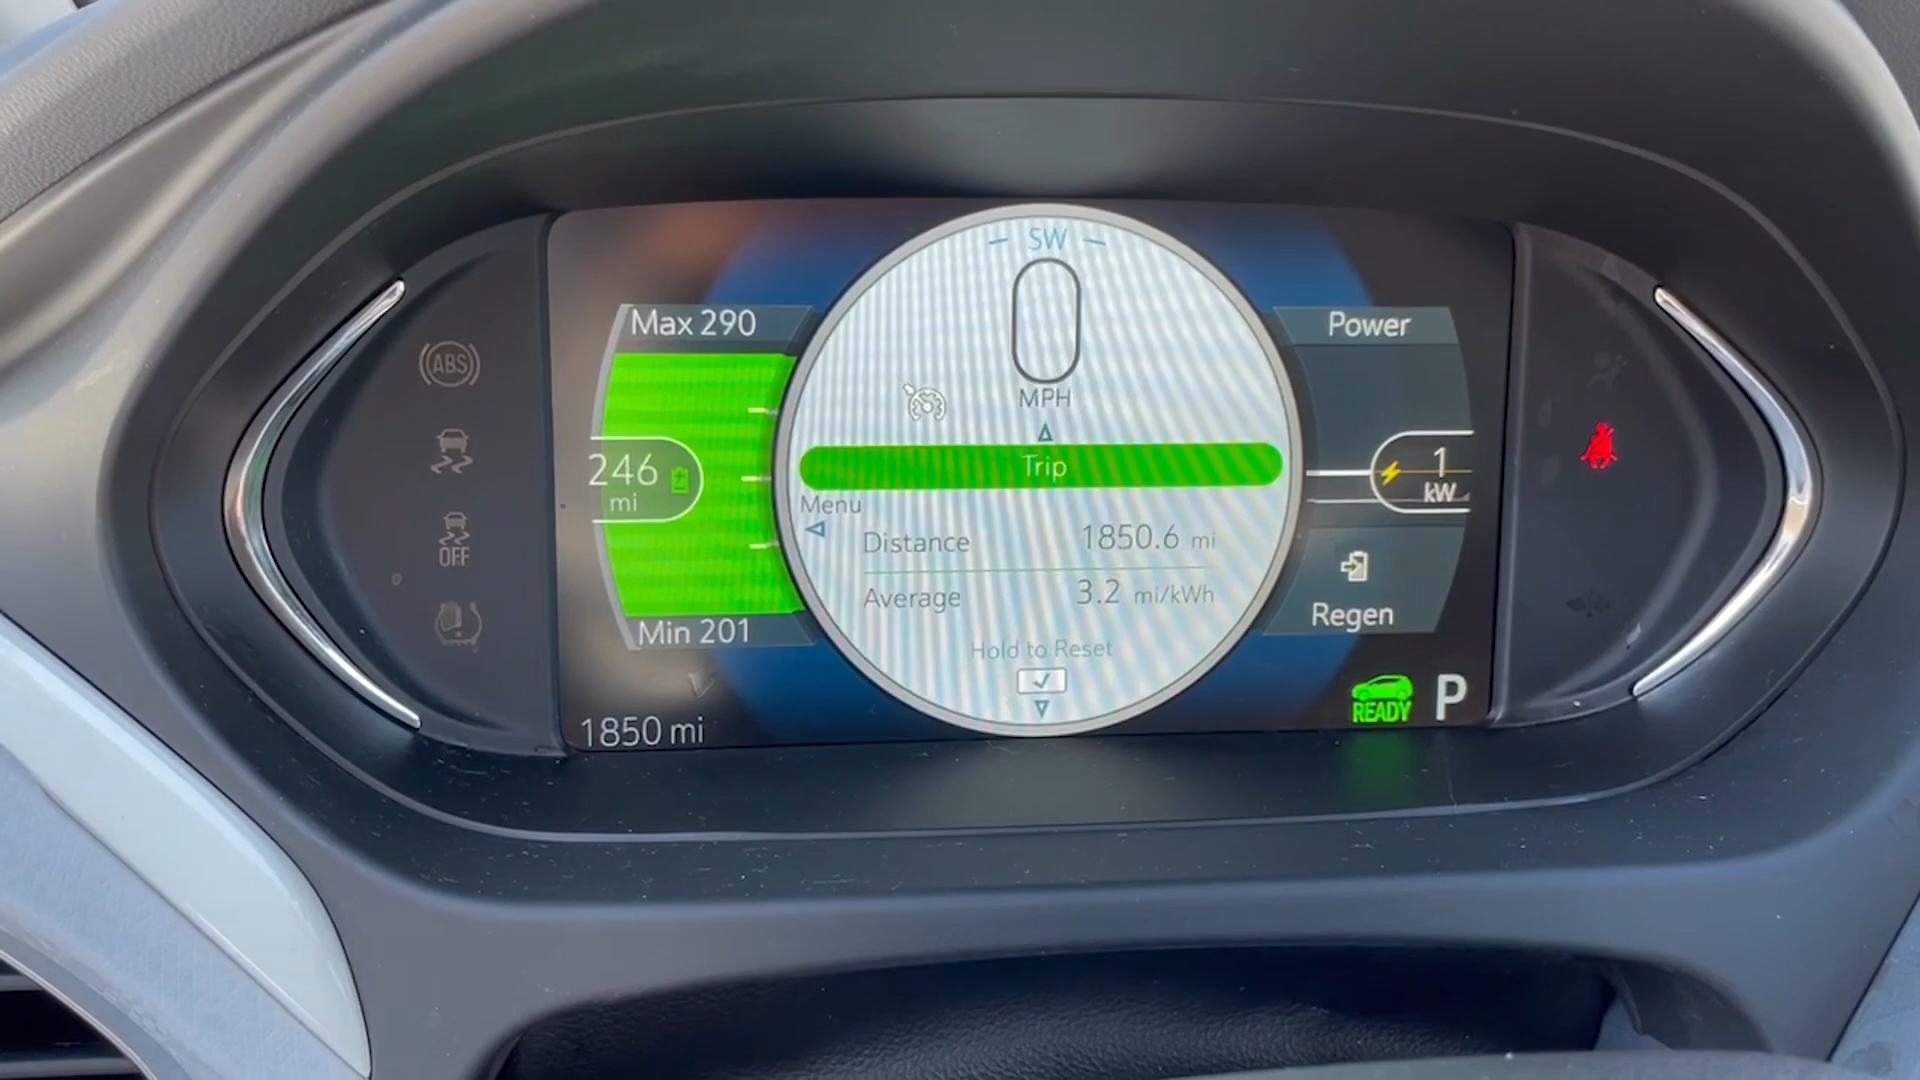 SW
0
MPH
Trip
Menu
Distance 1850.6 mi
Average 3.2 mi/kWh
Hold to Reset
Max 290
246
mi
Min 201
1850 mi
Power
1
kW
Regen
READY
P
ABS
OFF